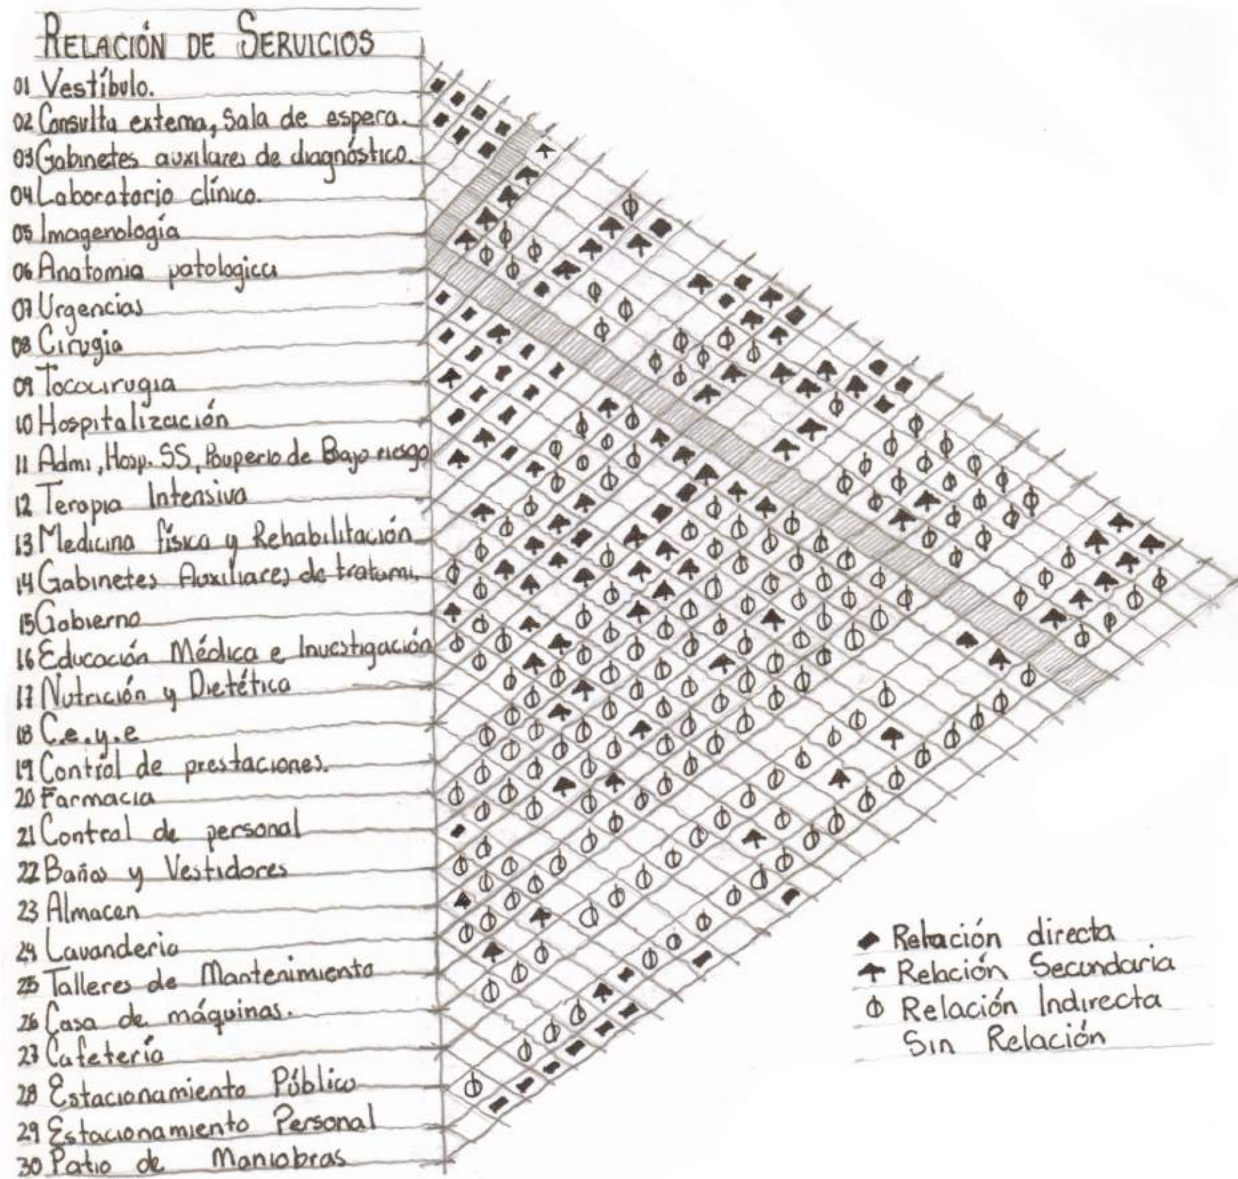 RELACIÓN DE SERVICIOS
01 Vestíbulo.
02 Consulta externa, Sala de espera.
03 Gabinetes auxilares de diagnóstico.
04 Laboratorio clínico.
05 Imagenología
06 Anatomia patologica
07 Urgencias
08 Cirugia
09 Tococirugia
10 Hospitalización
11 Admi, Hosp. SS, Pouperio de Bajo riesgo
12 Terapia Intensiva
13 Medicina física y Rehabilitación
14 Gabinetes Auxiliares de tratami.
15 Gobierno
16 Educación Médica e Investigación
17 Nutrición y Dietética
18 C.e.y.e
19 Control de prestaciones.
20 Farmacia
21 Control de personal
22 Baños y Vestidores
23 Almacen
24 Lavanderia
25 Talleres de Mantenimiento
26 Casa de máquinas.
27 Cafetería
28 Estacionamiento Público
29 Estacionamiento Personal
30 Patio de Maniobras
Relación directa
Relación Secundaria
Relación Indirecta
Sin Relación